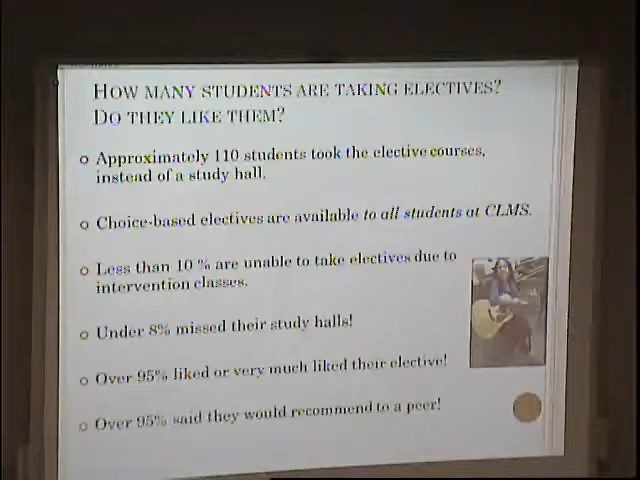 HOW MANY STUDENTS ARE TAKING ELECTIVES?
DO THEY LIKE THEM?
Approximately 110 students took the elective courses,
instead of a study hall.
Choice-based electives are available to all students at CLMS.
Less than 10 % are unable to take electives due to
intervention classes.
Under 8% missed their study halls!
Over 95% liked or very much liked their elective!
Over 95% said they would recommend to a peer!